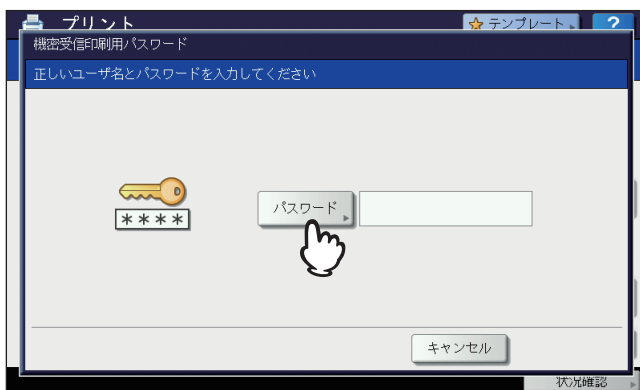 プリント
テンプレート
?
機密受信印刷用パスワード
正しいユーザ名とパスワードを入力してください
****
パスワード
キャンセル
状況確認